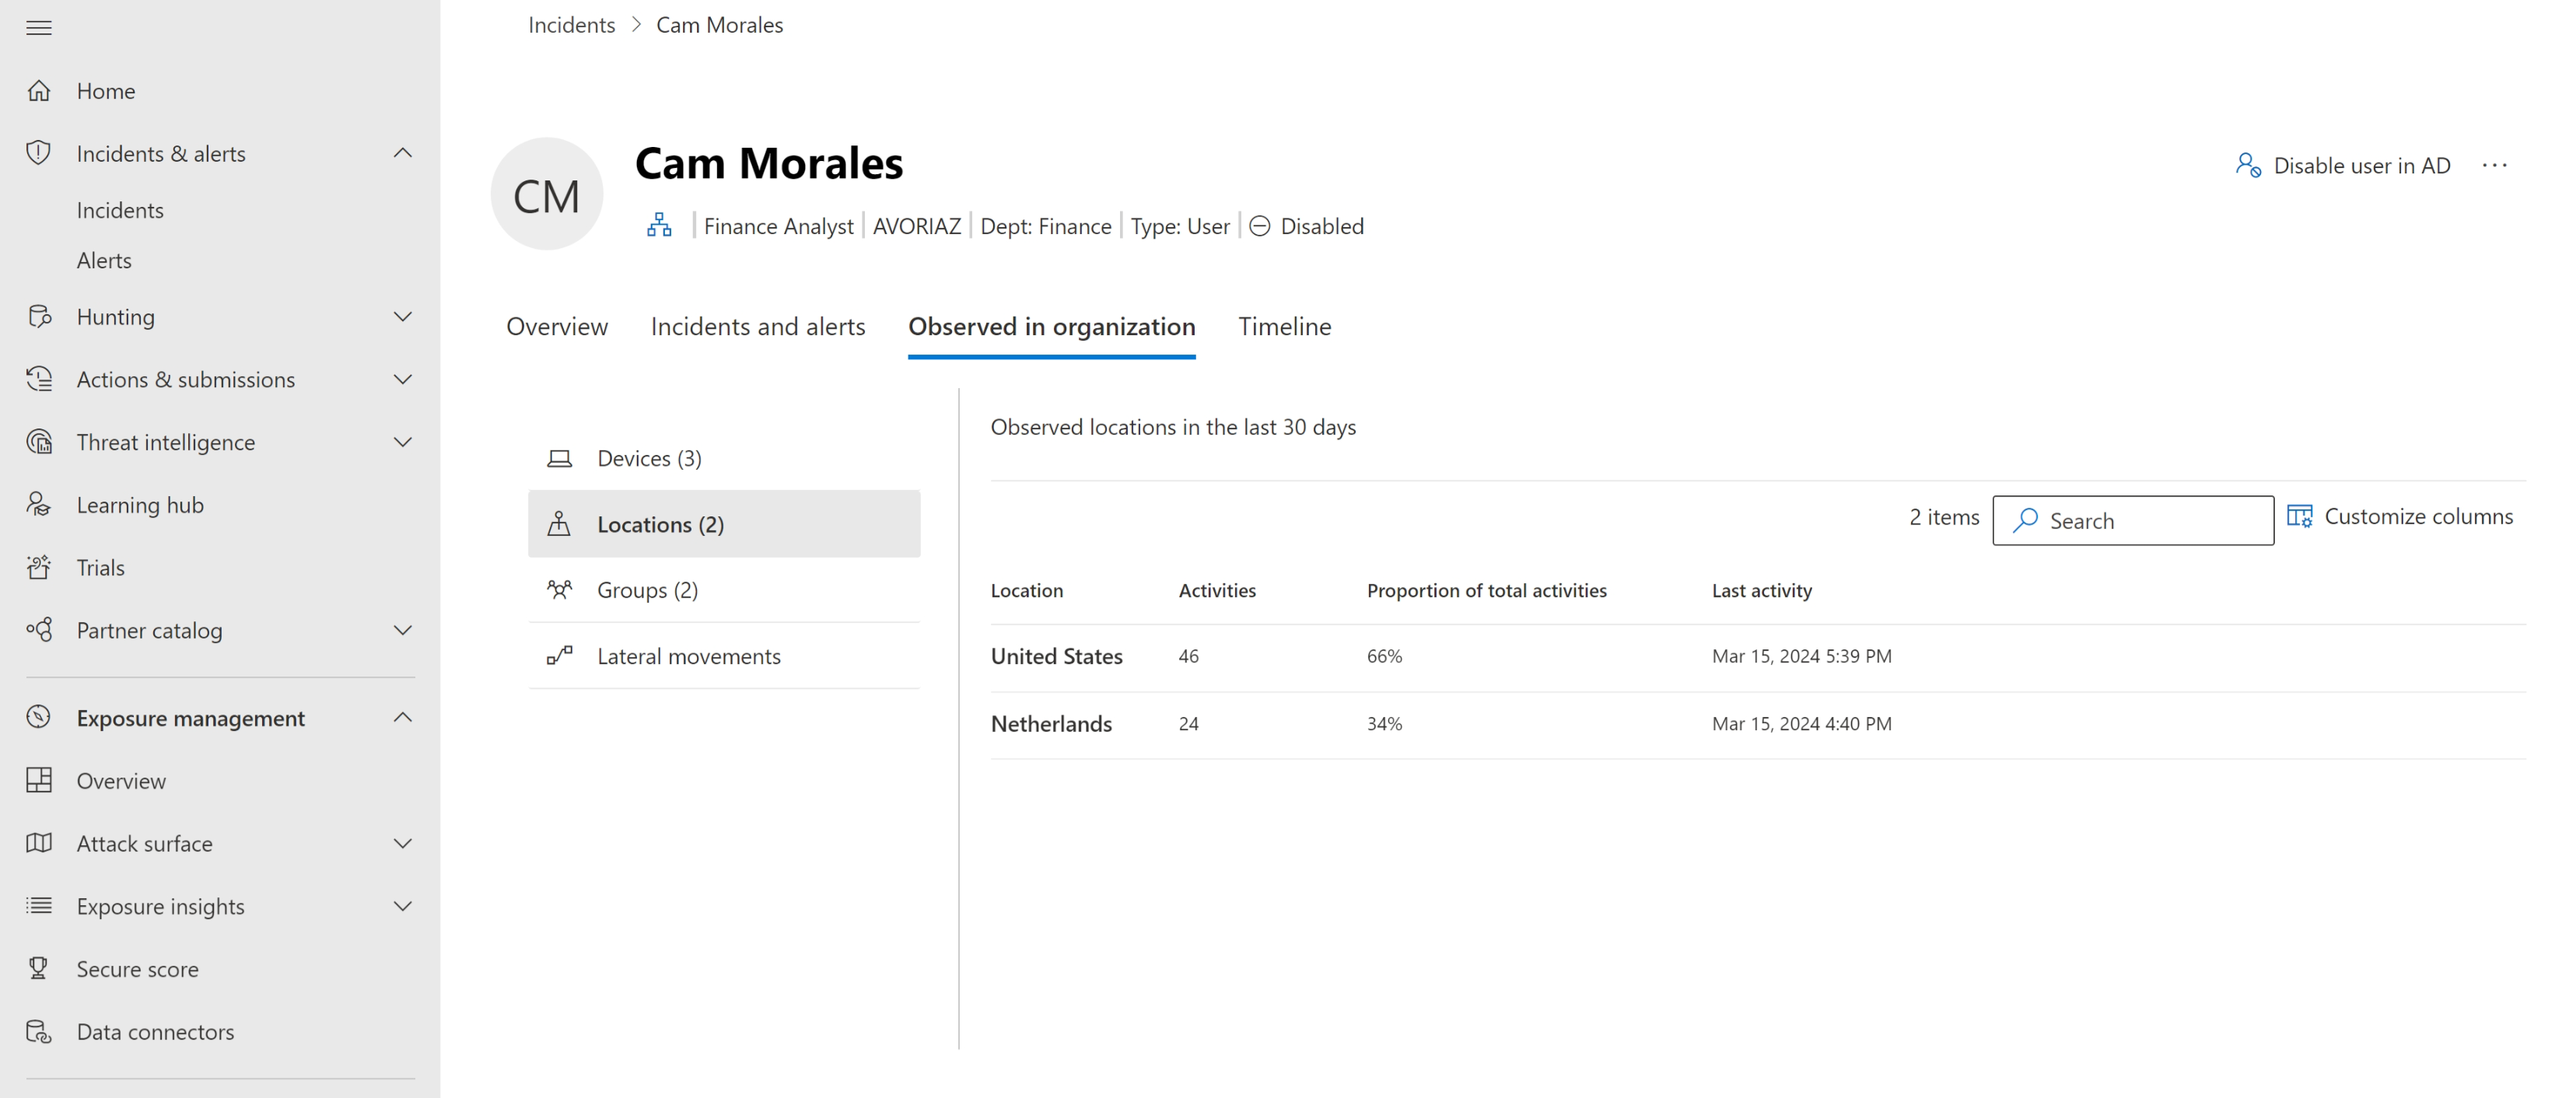 Home
Incidents & alerts
Incidents
Alerts
Hunting
Actions & submissions
Threat intelligence
Learning hub
Trials
Partner catalog
Exposure management
Overview
Attack surface
Exposure insights
Secure score
Data connectors
Incidents > Cam Morales
CM
Cam Morales
Finance Analyst | AVORIAZ | Dept: Finance | Type: User | Disabled
Disable user in AD ...
Overview Incidents and alerts Observed in organization Timeline
Devices (3)
Locations (2)
Groups (2)
Lateral movements
Observed locations in the last 30 days
2 items Search Customize columns
Location Activities Proportion of total activities Last activity
United States 46 66% Mar 15, 2024 5:39 PM
Netherlands 24 34% Mar 15, 2024 4:40 PM